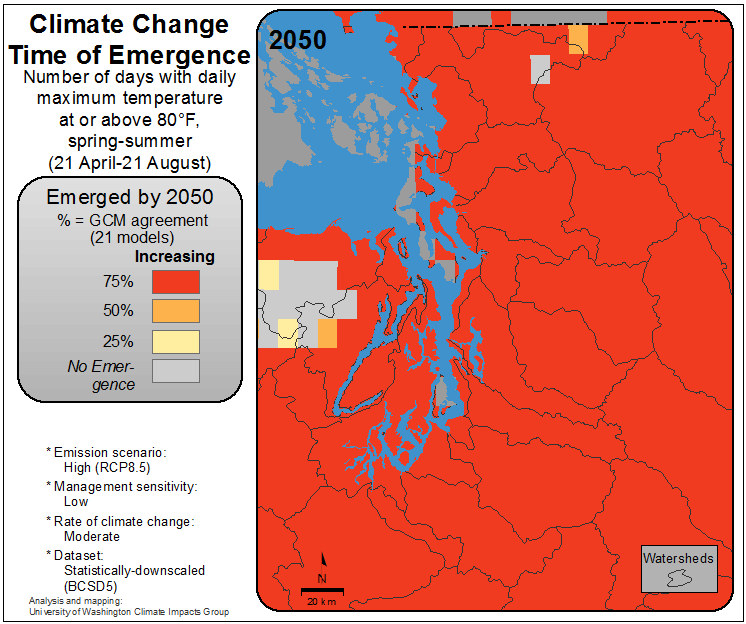 Climate Change
Time of Emergence
Number of days with daily
maximum temperature
at or above 80°F,
spring-summer
(21 April-21 August)
Emerged by 2050
% = GCM agreement
(21 models)
Increasing
75%
50%
25%
No Emer-
gence
* Emission scenario:
High (RCP8.5)
* Management sensitivity:
Low
* Rate of climate change:
Moderate
* Dataset:
Statistically-downscaled
(BCSD5)
Analysis and mapping:
University of Washington Climate Impacts Group
2050
N
20 km
Watersheds